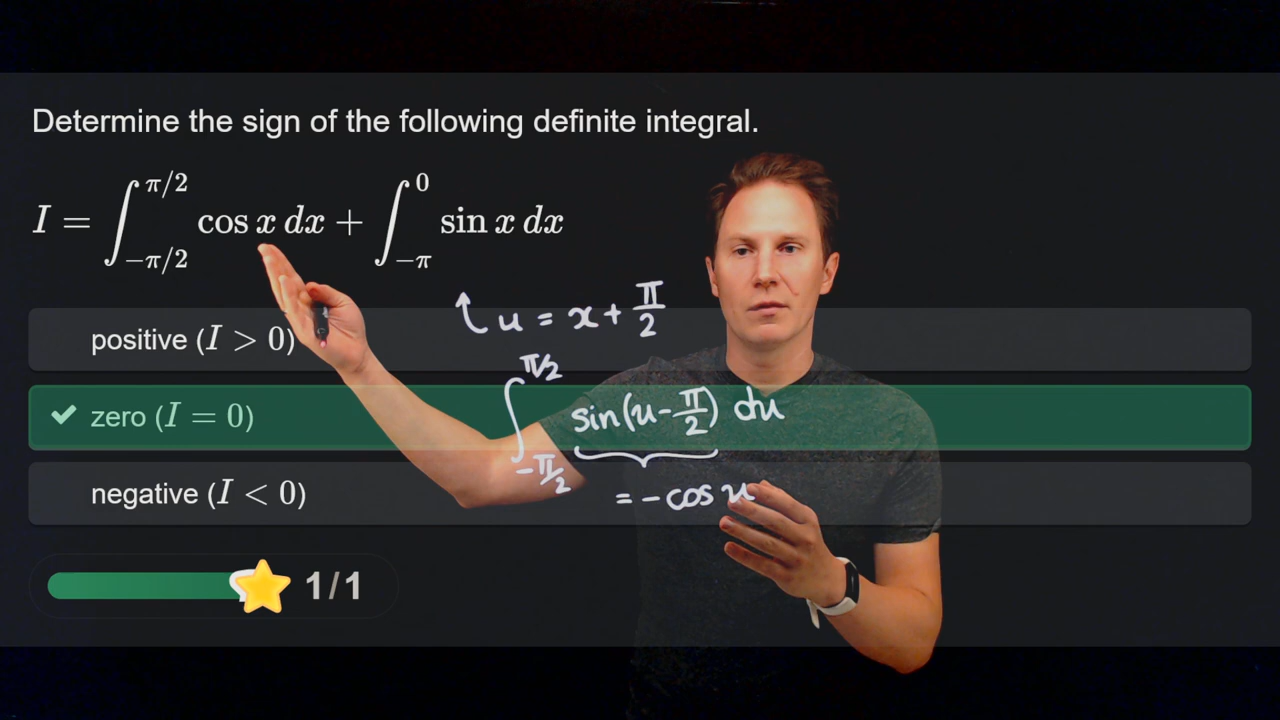 Determine the sign of the following definite integral.
I = ∫_{-π/2}^{π/2} cos x dx + ∫_{-π}^{0} sin x dx
u = x + π/2
positive (I > 0)
∫_{-π/2}^{π/2} sin(u - π/2) du
zero (I = 0)
= -cos u
negative (I < 0)
1/1